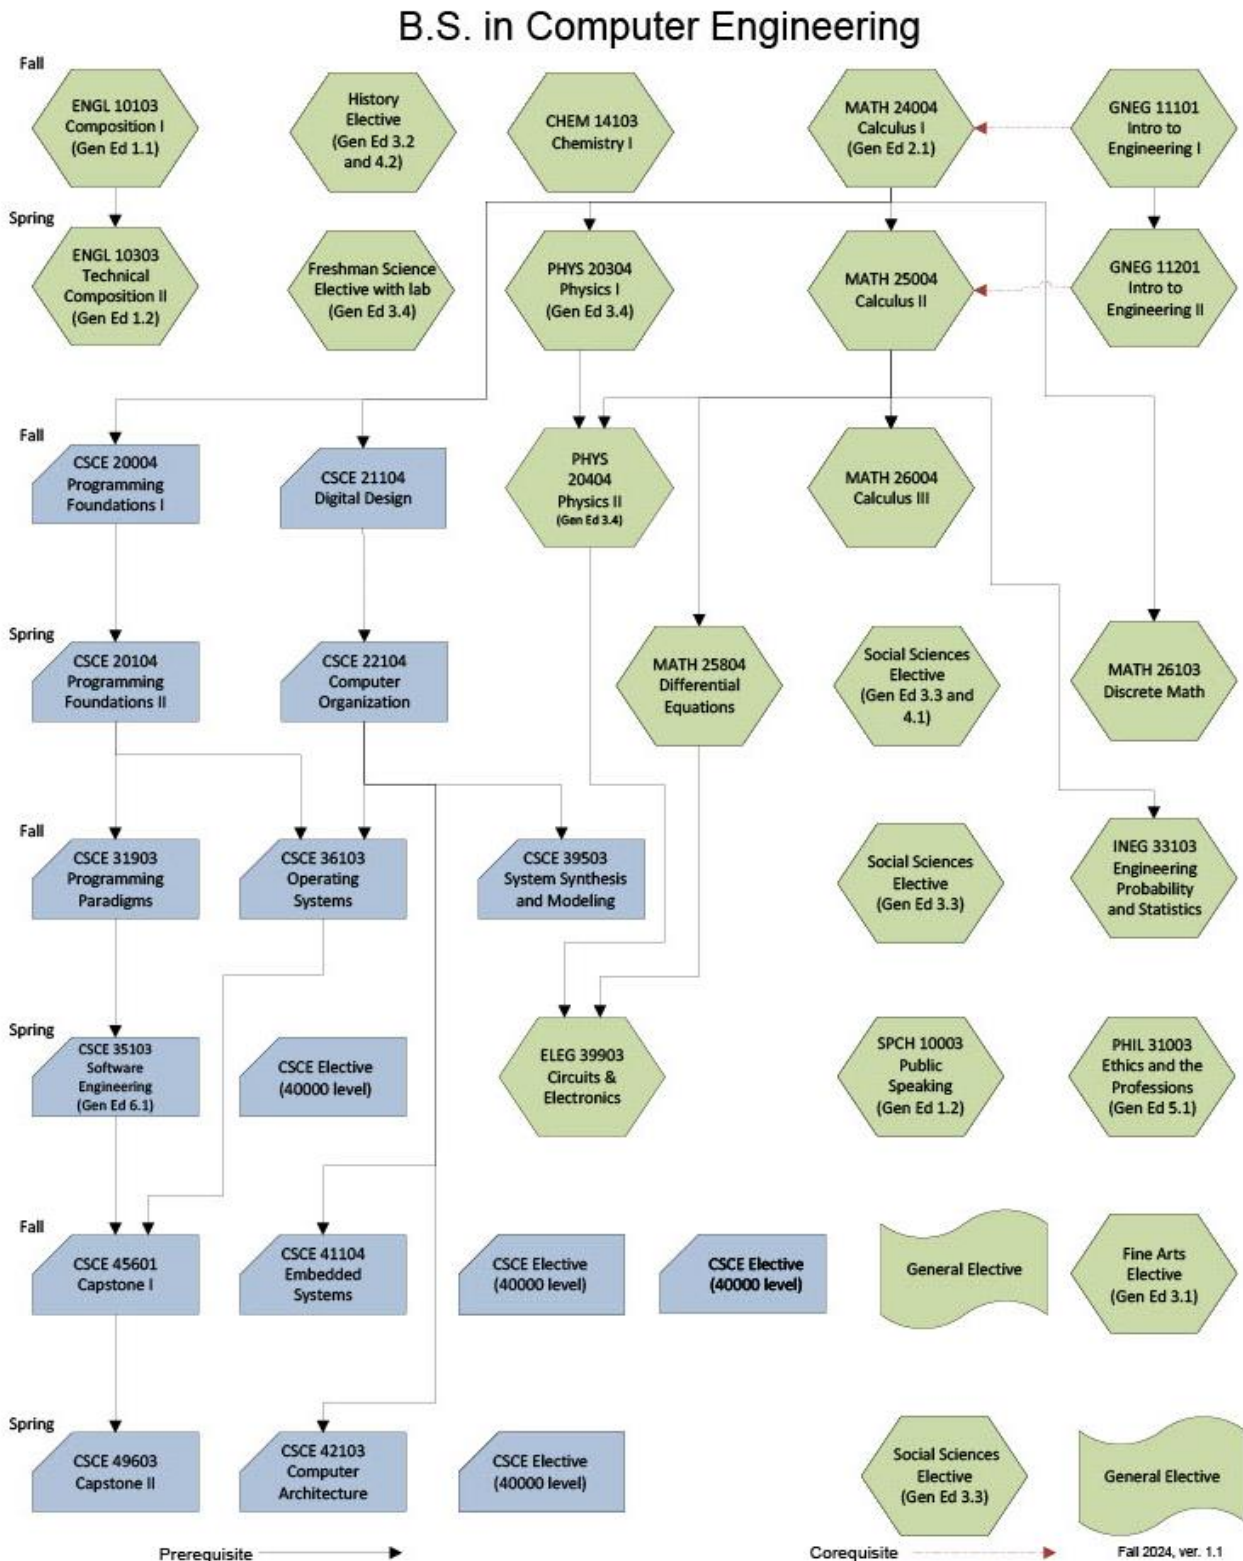 B.S. in Computer Engineering
Fall
ENGL 10103
Composition I
(Gen Ed 1.1)
History
Elective
(Gen Ed 3.2
and 4.2)
CHEM 14103
Chemistry I
MATH 24004
Calculus I
(Gen Ed 2.1)
GNEG 11101
Intro to
Engineering I
Spring
ENGL 10303
Technical
Composition II
(Gen Ed 1.2)
Freshman Science
Elective with lab
(Gen Ed 3.4)
PHYS 20304
Physics I
(Gen Ed 3.4)
MATH 25004
Calculus II
GNEG 11201
Intro to
Engineering II
Fall
CSCE 20004
Programming
Foundations I
CSCE 21104
Digital Design
PHYS
20404
Physics II
(Gen Ed 3.4)
MATH 26004
Calculus III
Spring
CSCE 20104
Programming
Foundations II
CSCE 22104
Computer
Organization
MATH 25804
Differential
Equations
Social Sciences
Elective
(Gen Ed 3.3 and
4.1)
MATH 26103
Discrete Math
Fall
CSCE 31903
Programming
Paradigms
CSCE 36103
Operating
Systems
CSCE 39503
System Synthesis
and Modeling
Social Sciences
Elective
(Gen Ed 3.3)
INEG 33103
Engineering
Probability
and Statistics
Spring
CSCE 35103
Software
Engineering
(Gen Ed 6.1)
CSCE Elective
(40000 level)
ELEG 39903
Circuits &
Electronics
SPCH 10003
Public
Speaking
(Gen Ed 1.2)
PHIL 31003
Ethics and the
Professions
(Gen Ed 5.1)
Fall
CSCE 45601
Capstone I
CSCE 41104
Embedded
Systems
CSCE Elective
(40000 level)
CSCE Elective
(40000 level)
General Elective
Fine Arts
Elective
(Gen Ed 3.1)
Spring
CSCE 49603
Capstone II
CSCE 42103
Computer
Architecture
CSCE Elective
(40000 level)
Social Sciences
Elective
(Gen Ed 3.3)
General Elective
Prerequisite
Corequisite
Fall 2024, ver. 1.1